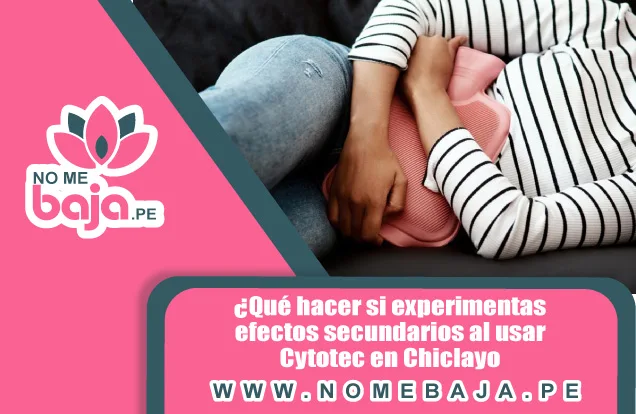 NO ME
baja.PE
¿Qué hacer si experimentas
efectos secundarios al usar
Cytotec en Chiclayo
WWW.NOMEBAJA.PE